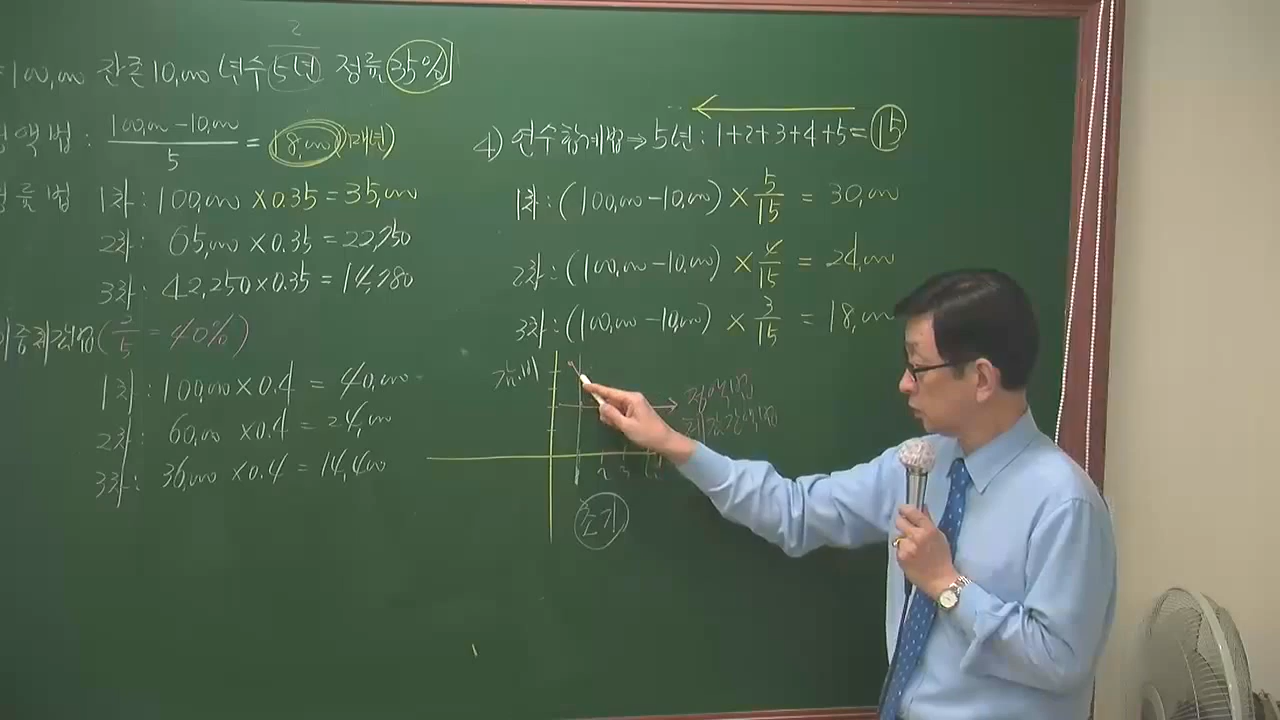 100,000 잔존 10,000 (년수 5년 정률 35%]
2
액법 : 100,000 - 10,000 / 5 = 18,000 (매년)
률법 1차: 100,000 × 0.35 = 35,000
2차: 65,000 × 0.35 = 22,750
3차: 42,250 × 0.35 = 14,780
이중체감법 (2/5 = 40%)
1차: 100,000 × 0.4 = 40,000
2차: 60,000 × 0.4 = 24,000
3차: 36,000 × 0.4 = 14,400
4) 연수합계법 ⇒ 5년: 1+2+3+4+5 = 15
1차: (100,000 - 10,000) × 5/15 = 30,000
2차: (100,000 - 10,000) × 4/15 = 24,000
3차: (100,000 - 10,000) × 3/15 = 18,000
감.비
정액법
2 3
초기